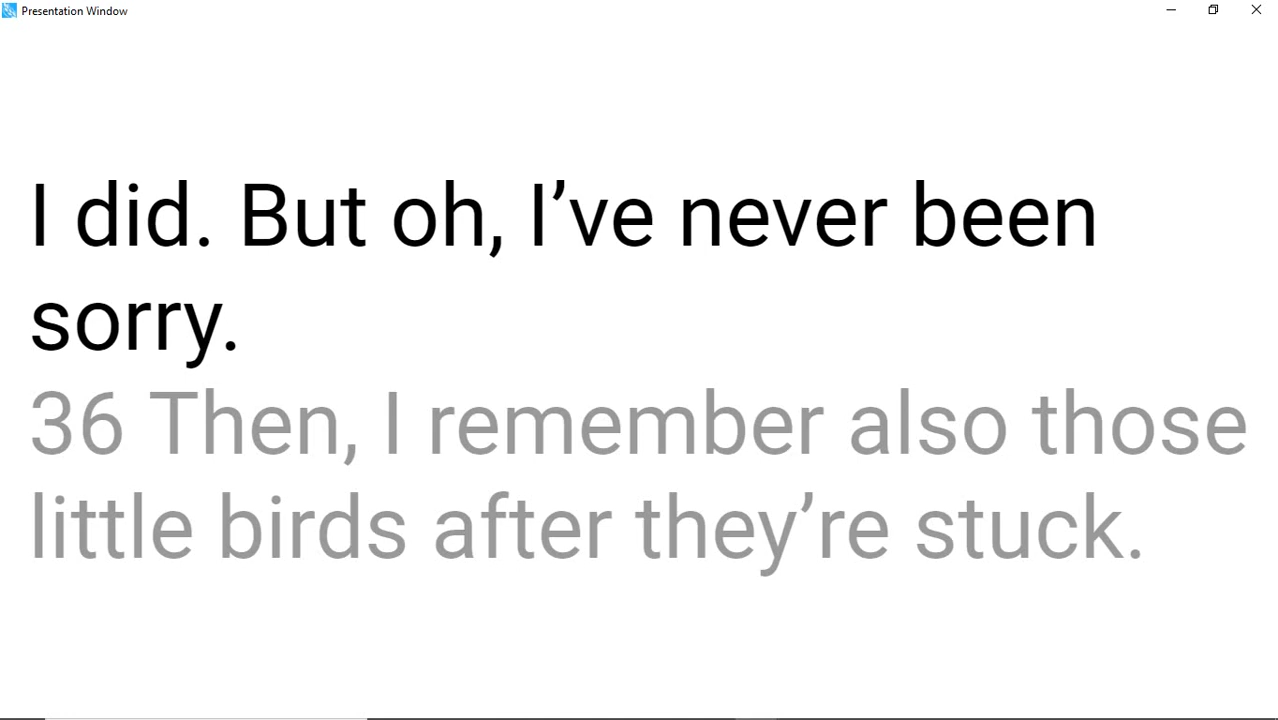 Presentation Window
I did. But oh, I’ve never been
sorry.
36 Then, I remember also those
little birds after they’re stuck.